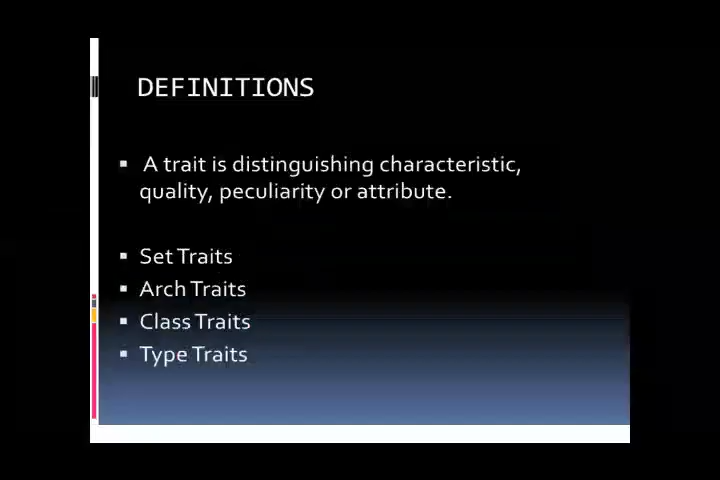 DEFINITIONS
A trait is distinguishing characteristic,
quality, peculiarity or attribute.
Set Traits
Arch Traits
Class Traits
Type Traits